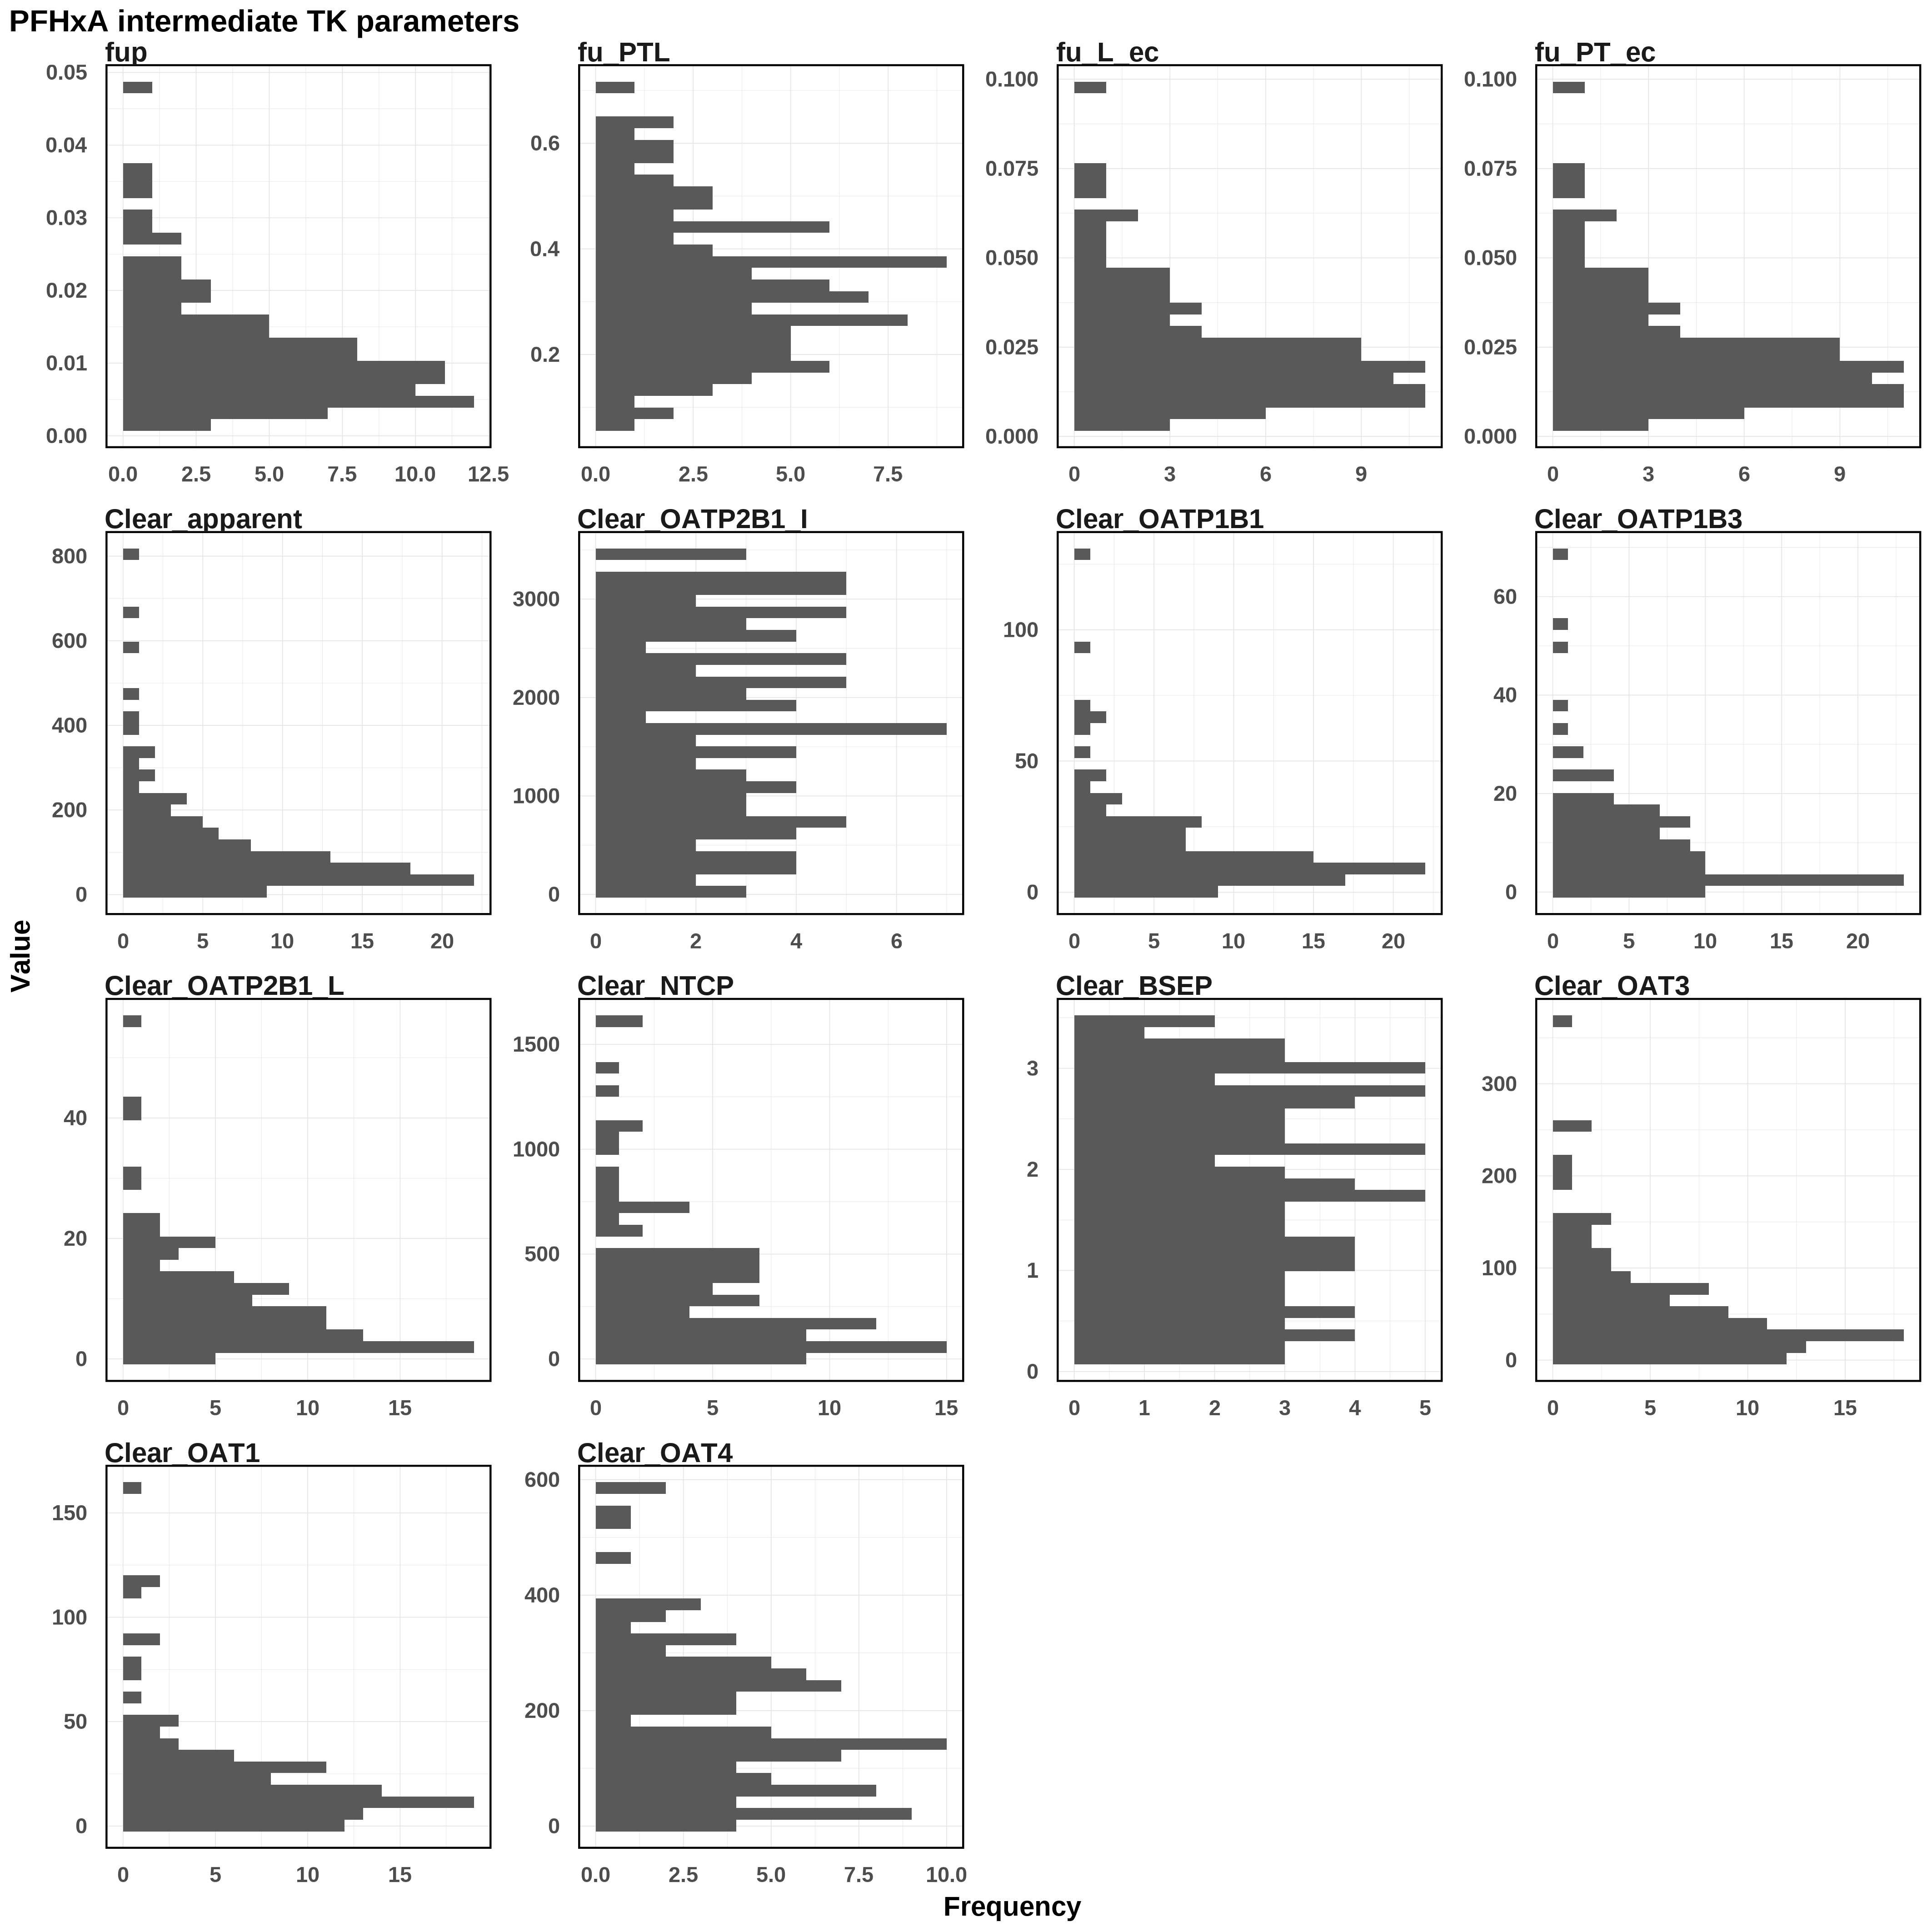 PFHxA intermediate TK parameters
fup fu_PTL fu_L_ec fu_PT_ec
0.05
0.04
0.03
0.02
0.01
0.00
0.0 2.5 5.0 7.5 10.0 12.5
0.6
0.4
0.2
0.0 2.5 5.0 7.5
0.100
0.075
0.050
0.025
0.000
0 3 6 9
0.100
0.075
0.050
0.025
0.000
0 3 6 9
Clear_apparent Clear_OATP2B1_I Clear_OATP1B1 Clear_OATP1B3
800
600
400
200
0
0 5 10 15 20
3000
2000
1000
0
0 2 4 6
100
50
0
0 5 10 15 20
60
40
20
0
0 5 10 15 20
Value
Clear_OATP2B1_L Clear_NTCP Clear_BSEP Clear_OAT3
40
20
0
0 5 10 15
1500
1000
500
0
0 5 10 15
3
2
1
0
0 1 2 3 4 5
300
200
100
0
0 5 10 15
Clear_OAT1 Clear_OAT4
150
100
50
0
0 5 10 15
600
400
200
0
0.0 2.5 5.0 7.5 10.0
Frequency